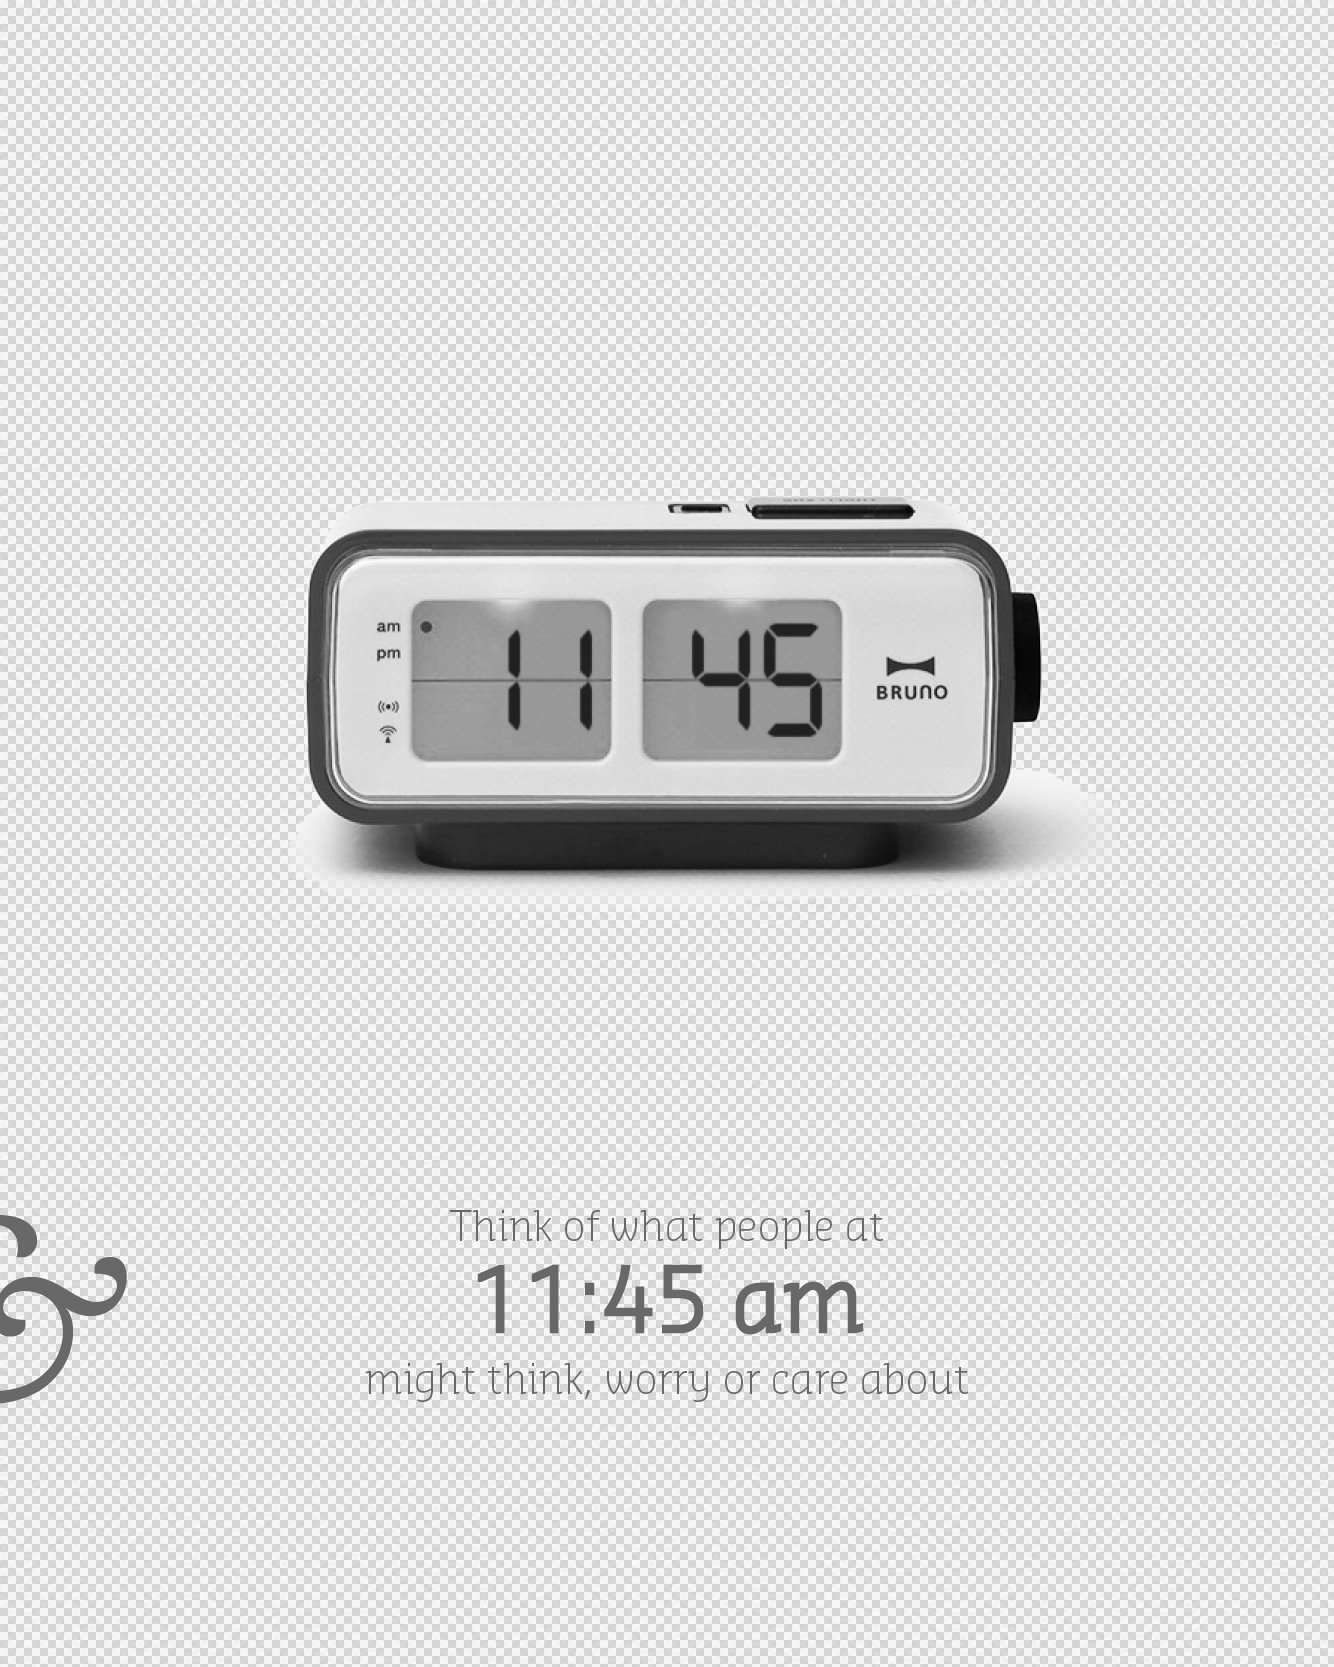 am
pm
11 45
BRUNO
&
Think of what people at
11:45 am
might think, worry or care about